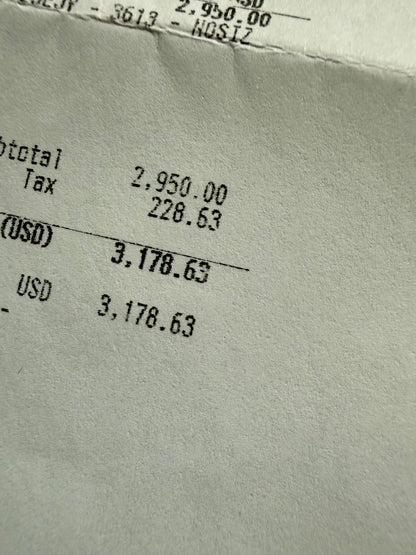 2,950.00
- 3613 - NOSIZ
btotal 2,950.00
Tax 228.63
(USD) 3,178.63
USD 3,178.63
-